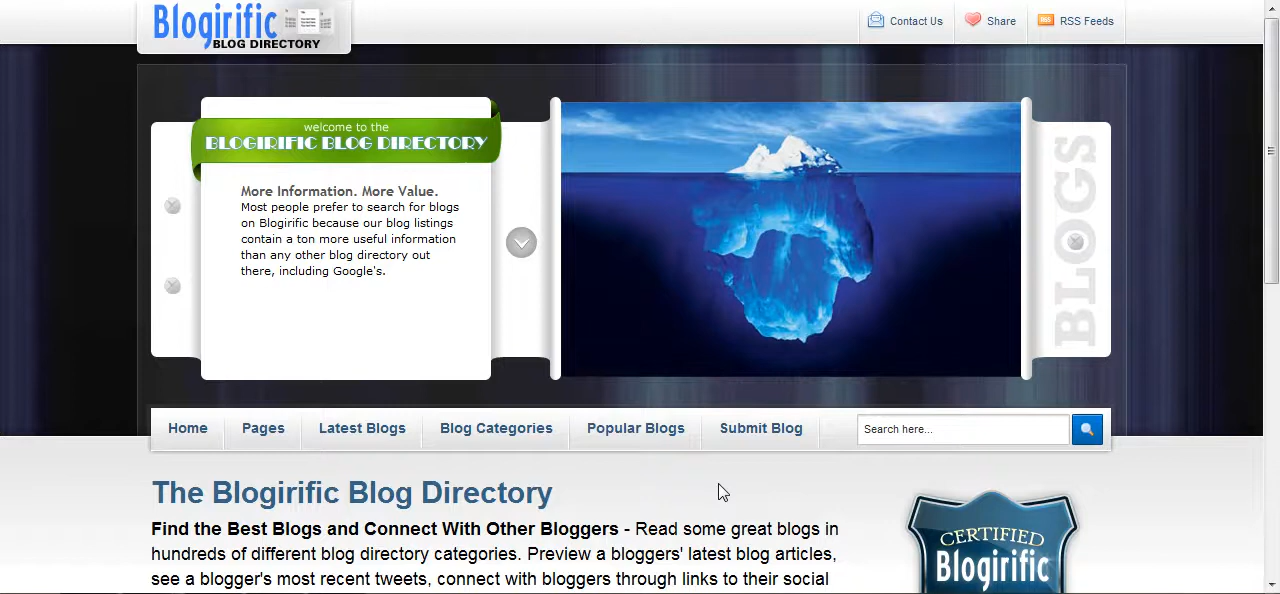 Blogirific
BLOG DIRECTORY
Contact Us
Share
RSS Feeds
welcome to the
BLOGIRIFIC BLOG DIRECTORY
More Information. More Value.
Most people prefer to search for blogs
on Blogirific because our blog listings
contain a ton more useful information
than any other blog directory out
there, including Google's.
BLOGS
Home
Pages
Latest Blogs
Blog Categories
Popular Blogs
Submit Blog
Search here...
The Blogirific Blog Directory
Find the Best Blogs and Connect With Other Bloggers - Read some great blogs in
hundreds of different blog directory categories. Preview a bloggers' latest blog articles,
see a blogger's most recent tweets, connect with bloggers through links to their social
CERTIFIED
Blogirific